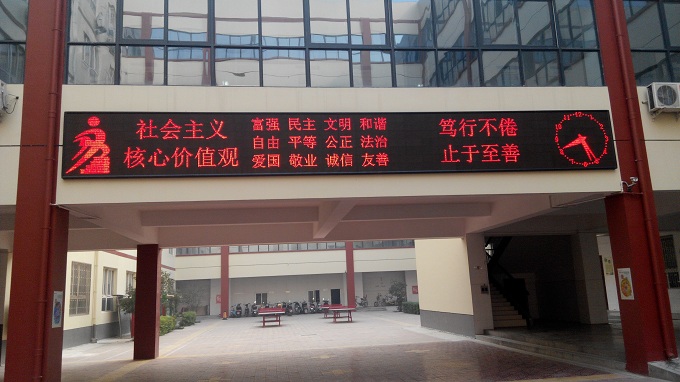 社会主义
核心价值观
富强 民主 文明 和谐
自由 平等 公正 法治
爱国 敬业 诚信 友善
笃行不倦
止于至善